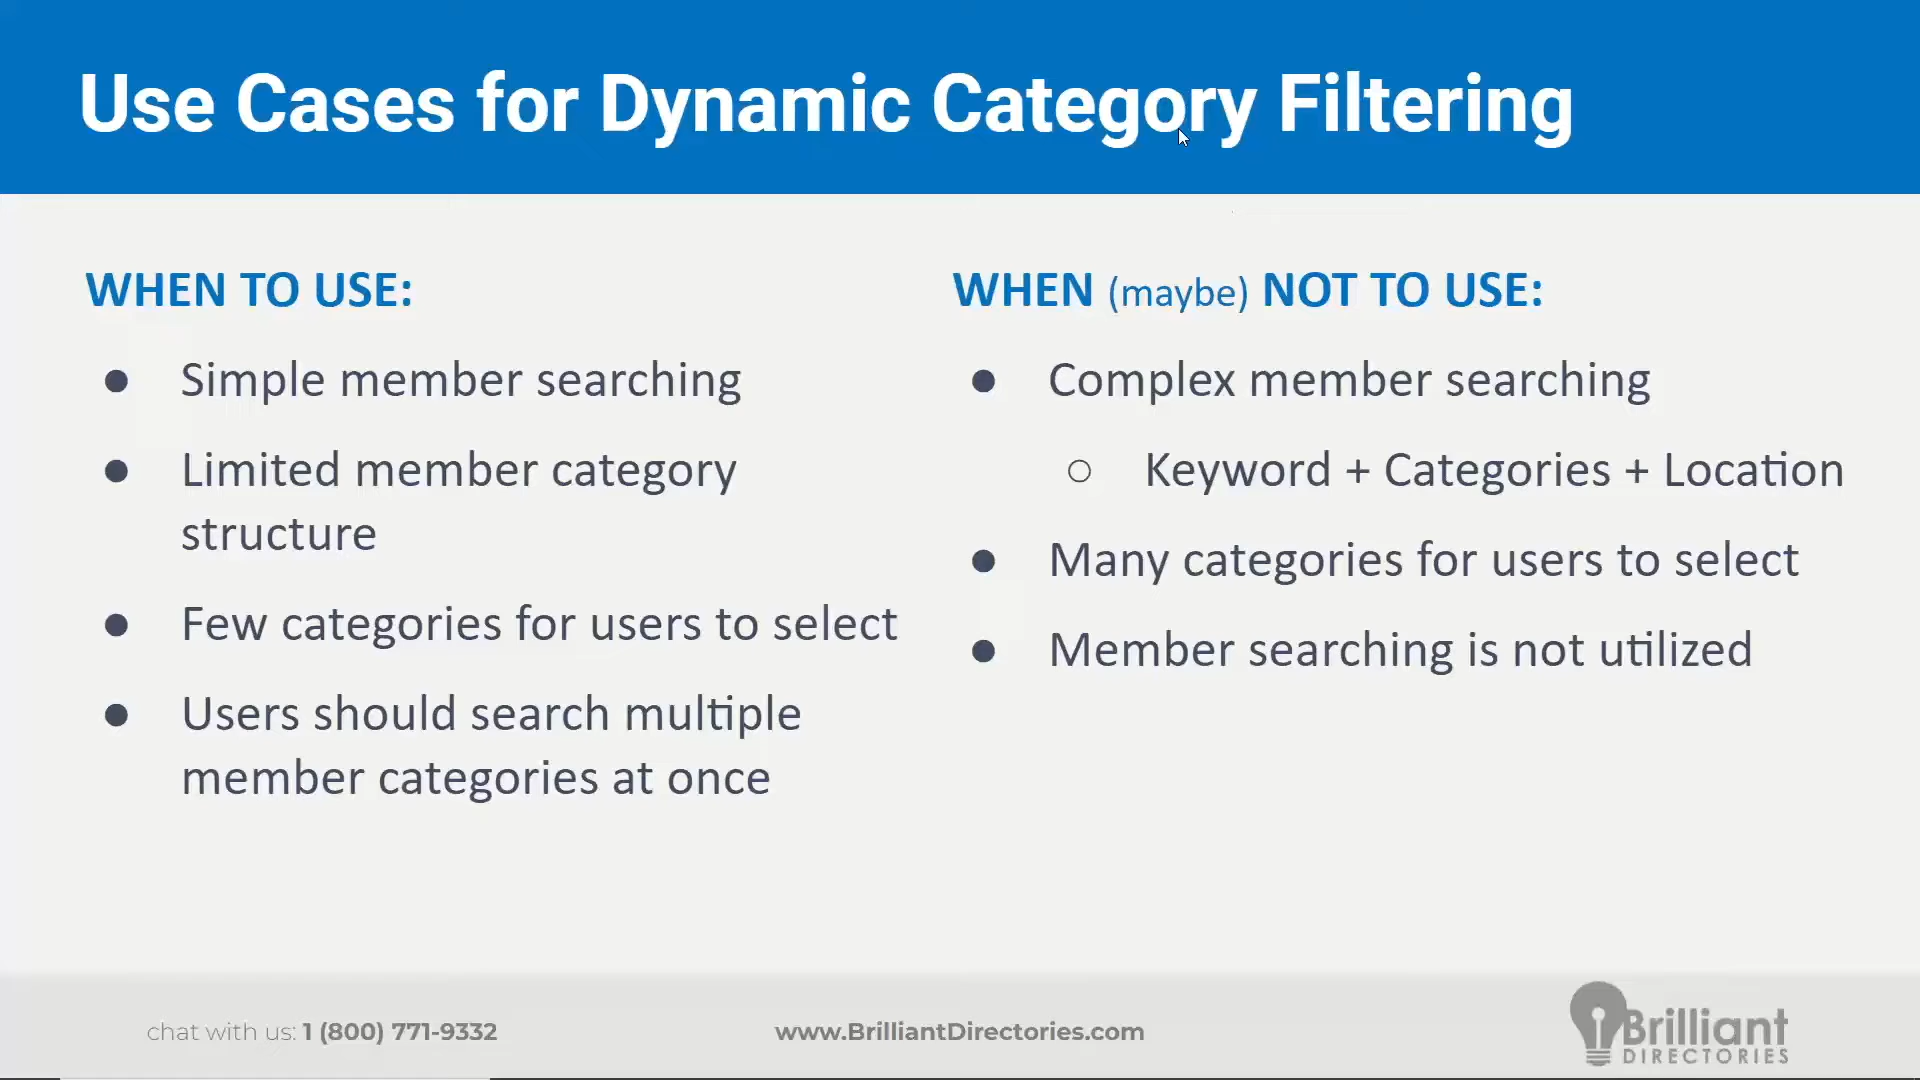 Use Cases for Dynamic Category Filtering
WHEN TO USE:
● Simple member searching
● Limited member category
structure
● Few categories for users to select
● Users should search multiple
member categories at once
WHEN (maybe) NOT TO USE:
● Complex member searching
○ Keyword + Categories + Location
● Many categories for users to select
● Member searching is not utilized
chat with us: 1 (800) 771-9332
www.BrilliantDirectories.com
Brilliant
DIRECTORIES